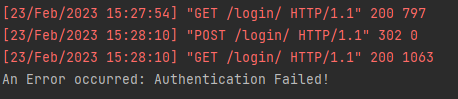 [23/Feb/2023 15:27:54] "GET /login/ HTTP/1.1" 200 797
[23/Feb/2023 15:28:10] "POST /login/ HTTP/1.1" 302 0
[23/Feb/2023 15:28:10] "GET /login/ HTTP/1.1" 200 1063
An Error occurred: Authentication Failed!